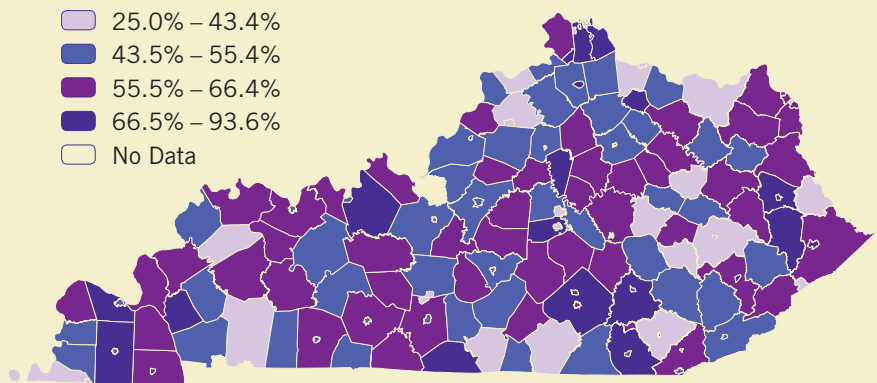 25.0% – 43.4%
43.5% – 55.4%
55.5% – 66.4%
66.5% – 93.6%
No Data